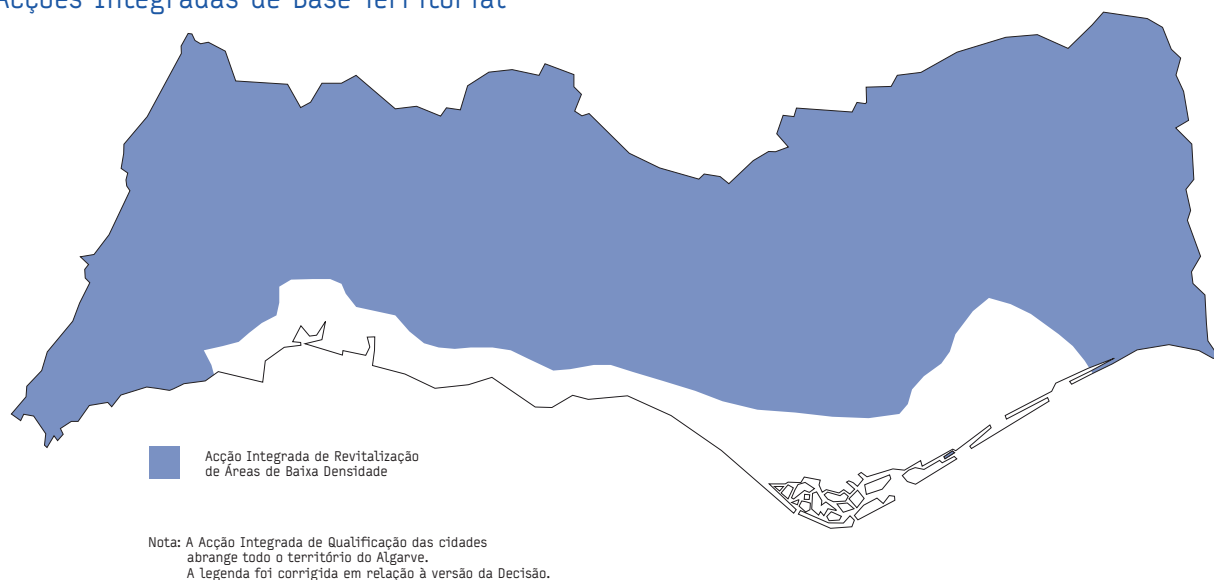 Acções Integradas de Base Territorial
Acção Integrada de Revitalização
de Áreas de Baixa Densidade
Nota: A Acção Integrada de Qualificação das cidades
abrange todo o território do Algarve.
A legenda foi corrigida em relação à versão da Decisão.